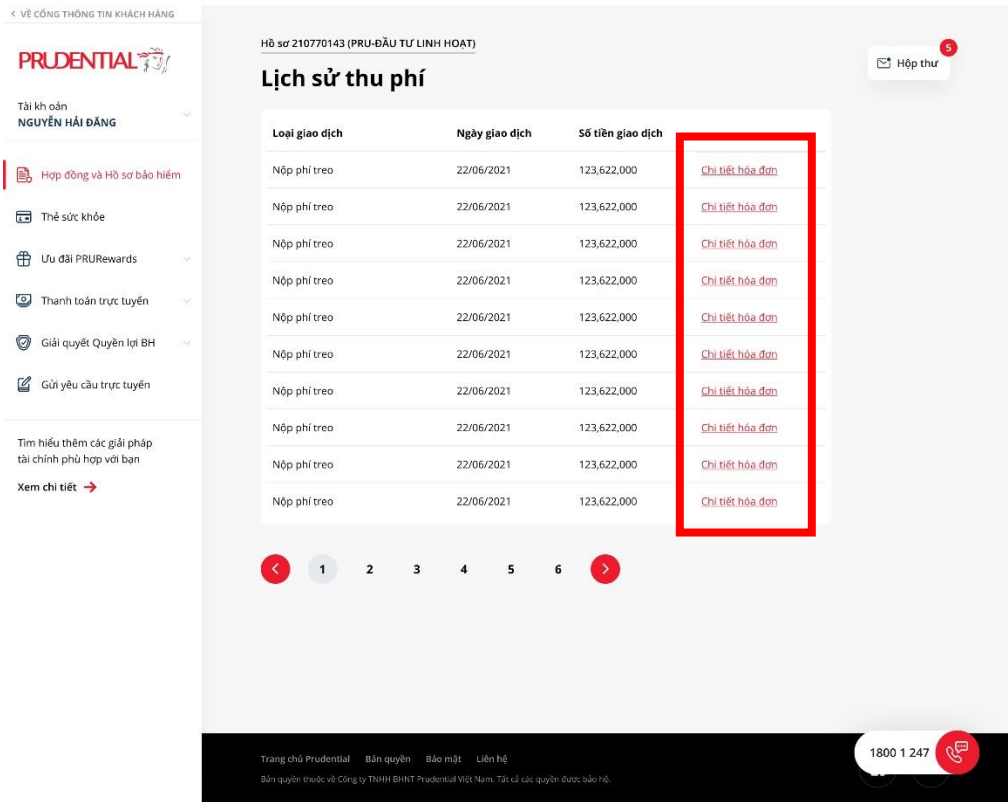 < VỀ CỔNG THÔNG TIN KHÁCH HÀNG
PRUDENTIAL
Tài kh oản
NGUYỄN HẢI ĐĂNG
Hợp đồng và Hồ sơ bảo hiểm
Thẻ sức khỏe
Ưu đãi PRURewards
Thanh toán trực tuyến
Giải quyết Quyền lợi BH
Gửi yêu cầu trực tuyến
Tìm hiểu thêm các giải pháp
tài chính phù hợp với bạn
Xem chi tiết
Hồ sơ 210770143 (PRU-ĐẦU TƯ LINH HOẠT)
Lịch sử thu phí
5
Hộp thư
Loại giao dịch Ngày giao dịch Số tiền giao dịch
Nộp phí treo 22/06/2021 123,622,000 Chi tiết hóa đơn
Nộp phí treo 22/06/2021 123,622,000 Chi tiết hóa đơn
Nộp phí treo 22/06/2021 123,622,000 Chi tiết hóa đơn
Nộp phí treo 22/06/2021 123,622,000 Chi tiết hóa đơn
Nộp phí treo 22/06/2021 123,622,000 Chi tiết hóa đơn
Nộp phí treo 22/06/2021 123,622,000 Chi tiết hóa đơn
Nộp phí treo 22/06/2021 123,622,000 Chi tiết hóa đơn
Nộp phí treo 22/06/2021 123,622,000 Chi tiết hóa đơn
Nộp phí treo 22/06/2021 123,622,000 Chi tiết hóa đơn
Nộp phí treo 22/06/2021 123,622,000 Chi tiết hóa đơn
< 1 2 3 4 5 6 >
Trang chủ Prudential Bản quyền Bảo mật Liên hệ
Bản quyền thuộc về Công ty TNHH BHNT Prudential Việt Nam. Tất cả các quyền được bảo hộ.
1800 1 247